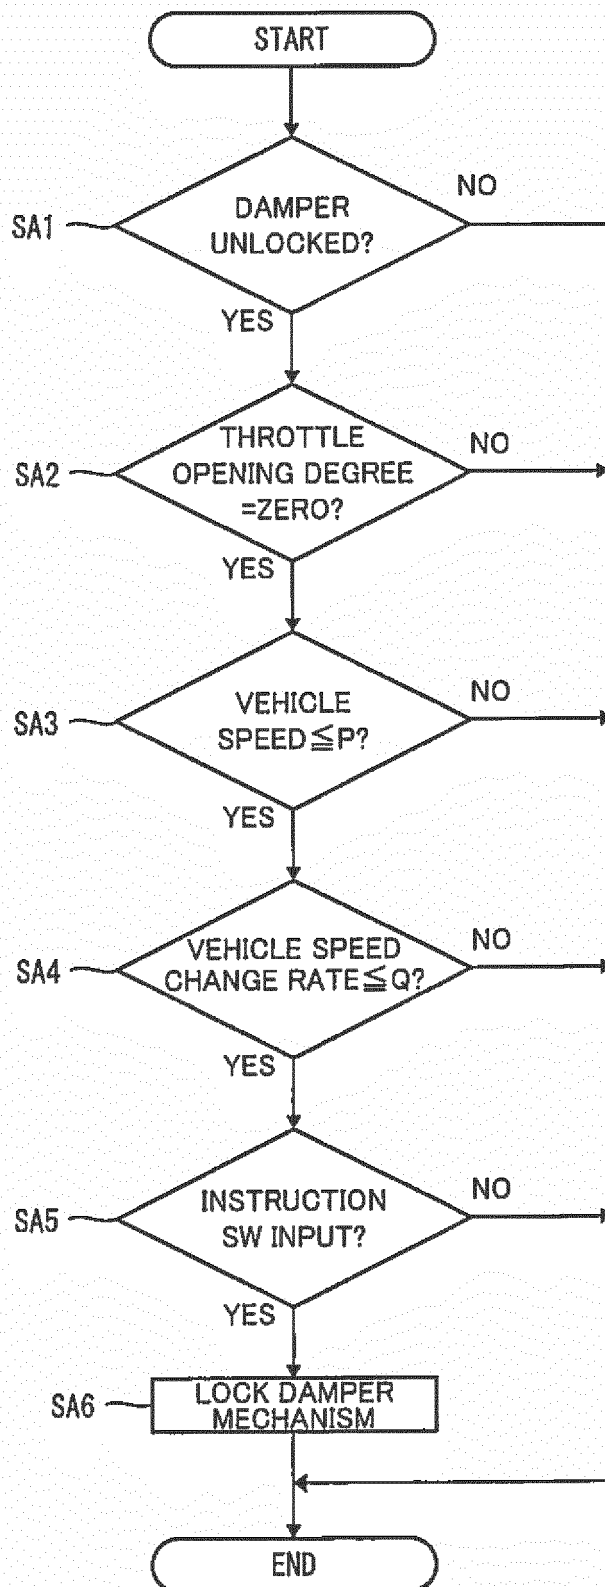 START
SA1
DAMPER
UNLOCKED?
NO
YES
SA2
THROTTLE
OPENING DEGREE
=ZERO?
NO
YES
SA3
VEHICLE
SPEED≦P?
NO
YES
SA4
VEHICLE SPEED
CHANGE RATE≦Q?
NO
YES
SA5
INSTRUCTION
SW INPUT?
NO
YES
SA6
LOCK DAMPER
MECHANISM
END